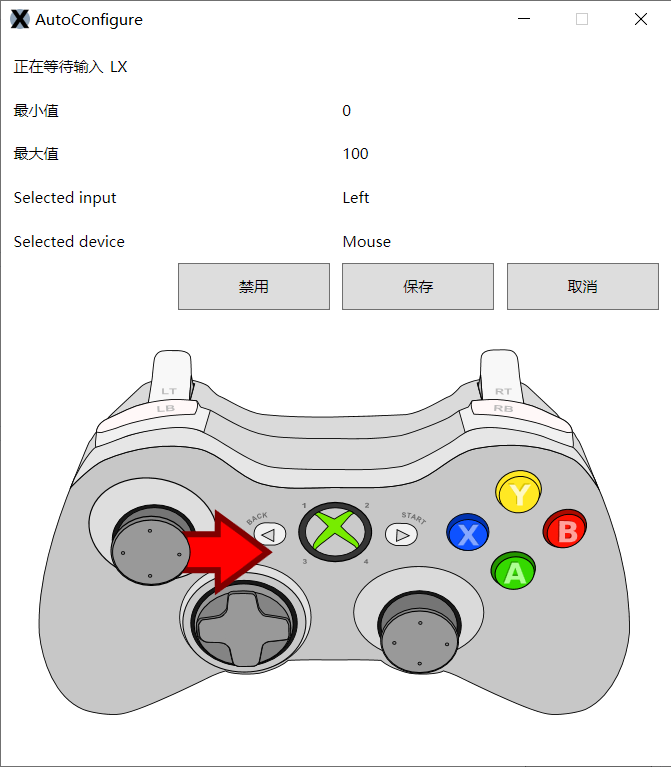 AutoConfigure
正在等待输入 LX
最小值 0
最大值 100
Selected input Left
Selected device Mouse
禁用 保存 取消
LT RT
LB RB
Y
1 2
BACK START
X B
3 4
A